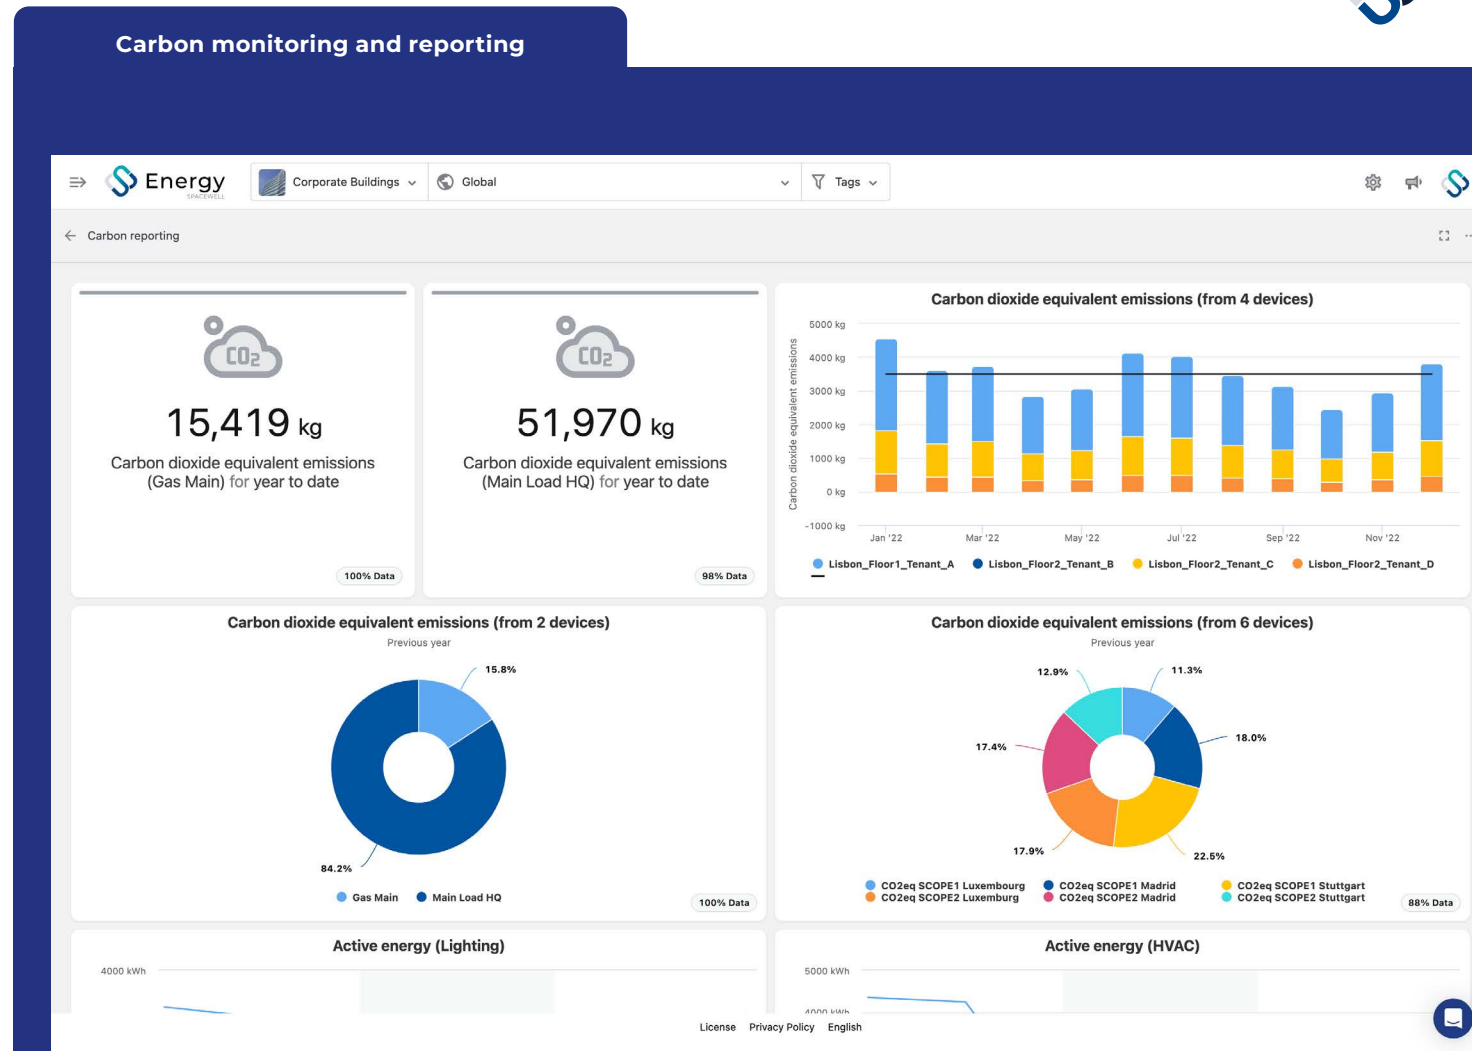 Carbon monitoring and reporting
Energy
SPACEWELL
Corporate Buildings
Global
Tags
Carbon reporting
CO2
15,419 kg
Carbon dioxide equivalent emissions
(Gas Main) for year to date
100% Data
CO2
51,970 kg
Carbon dioxide equivalent emissions
(Main Load HQ) for year to date
98% Data
Carbon dioxide equivalent emissions (from 4 devices)
Carbon dioxide equivalent emissions
5000 kg
4000 kg
3000 kg
2000 kg
1000 kg
0 kg
-1000 kg
Jan '22 Mar '22 May '22 Jul '22 Sep '22 Nov '22
Lisbon_Floor1_Tenant_A Lisbon_Floor2_Tenant_B Lisbon_Floor2_Tenant_C Lisbon_Floor2_Tenant_D
Carbon dioxide equivalent emissions (from 2 devices)
Previous year
15.8%
84.2%
Gas Main Main Load HQ
100% Data
Carbon dioxide equivalent emissions (from 6 devices)
Previous year
12.9% 11.3%
17.4% 18.0%
17.9% 22.5%
CO2eq SCOPE1 Luxembourg CO2eq SCOPE1 Madrid CO2eq SCOPE1 Stuttgart
CO2eq SCOPE2 Luxemburg CO2eq SCOPE2 Madrid CO2eq SCOPE2 Stuttgart
88% Data
Active energy (Lighting)
4000 kWh
Active energy (HVAC)
5000 kWh
4000 kWh
License Privacy Policy English